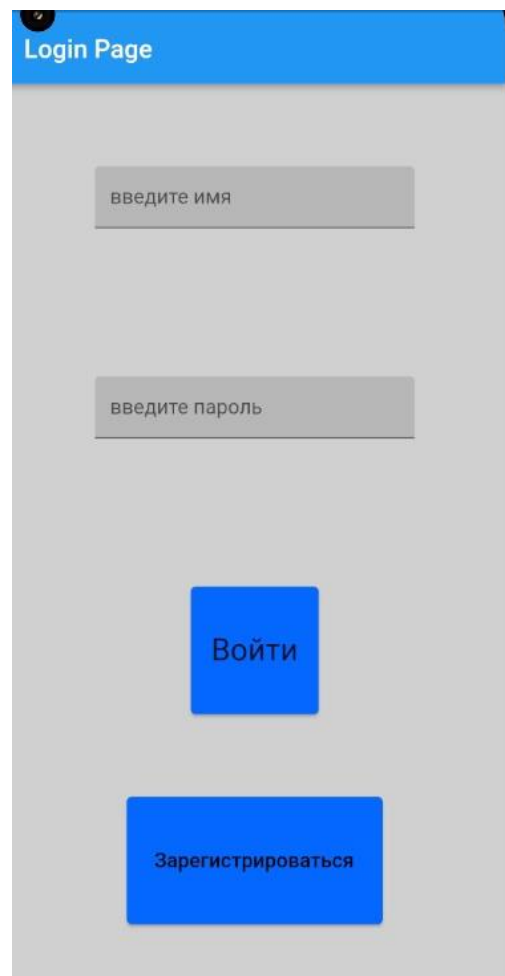 Login Page
введите имя
введите пароль
Войти
Зарегистрироваться